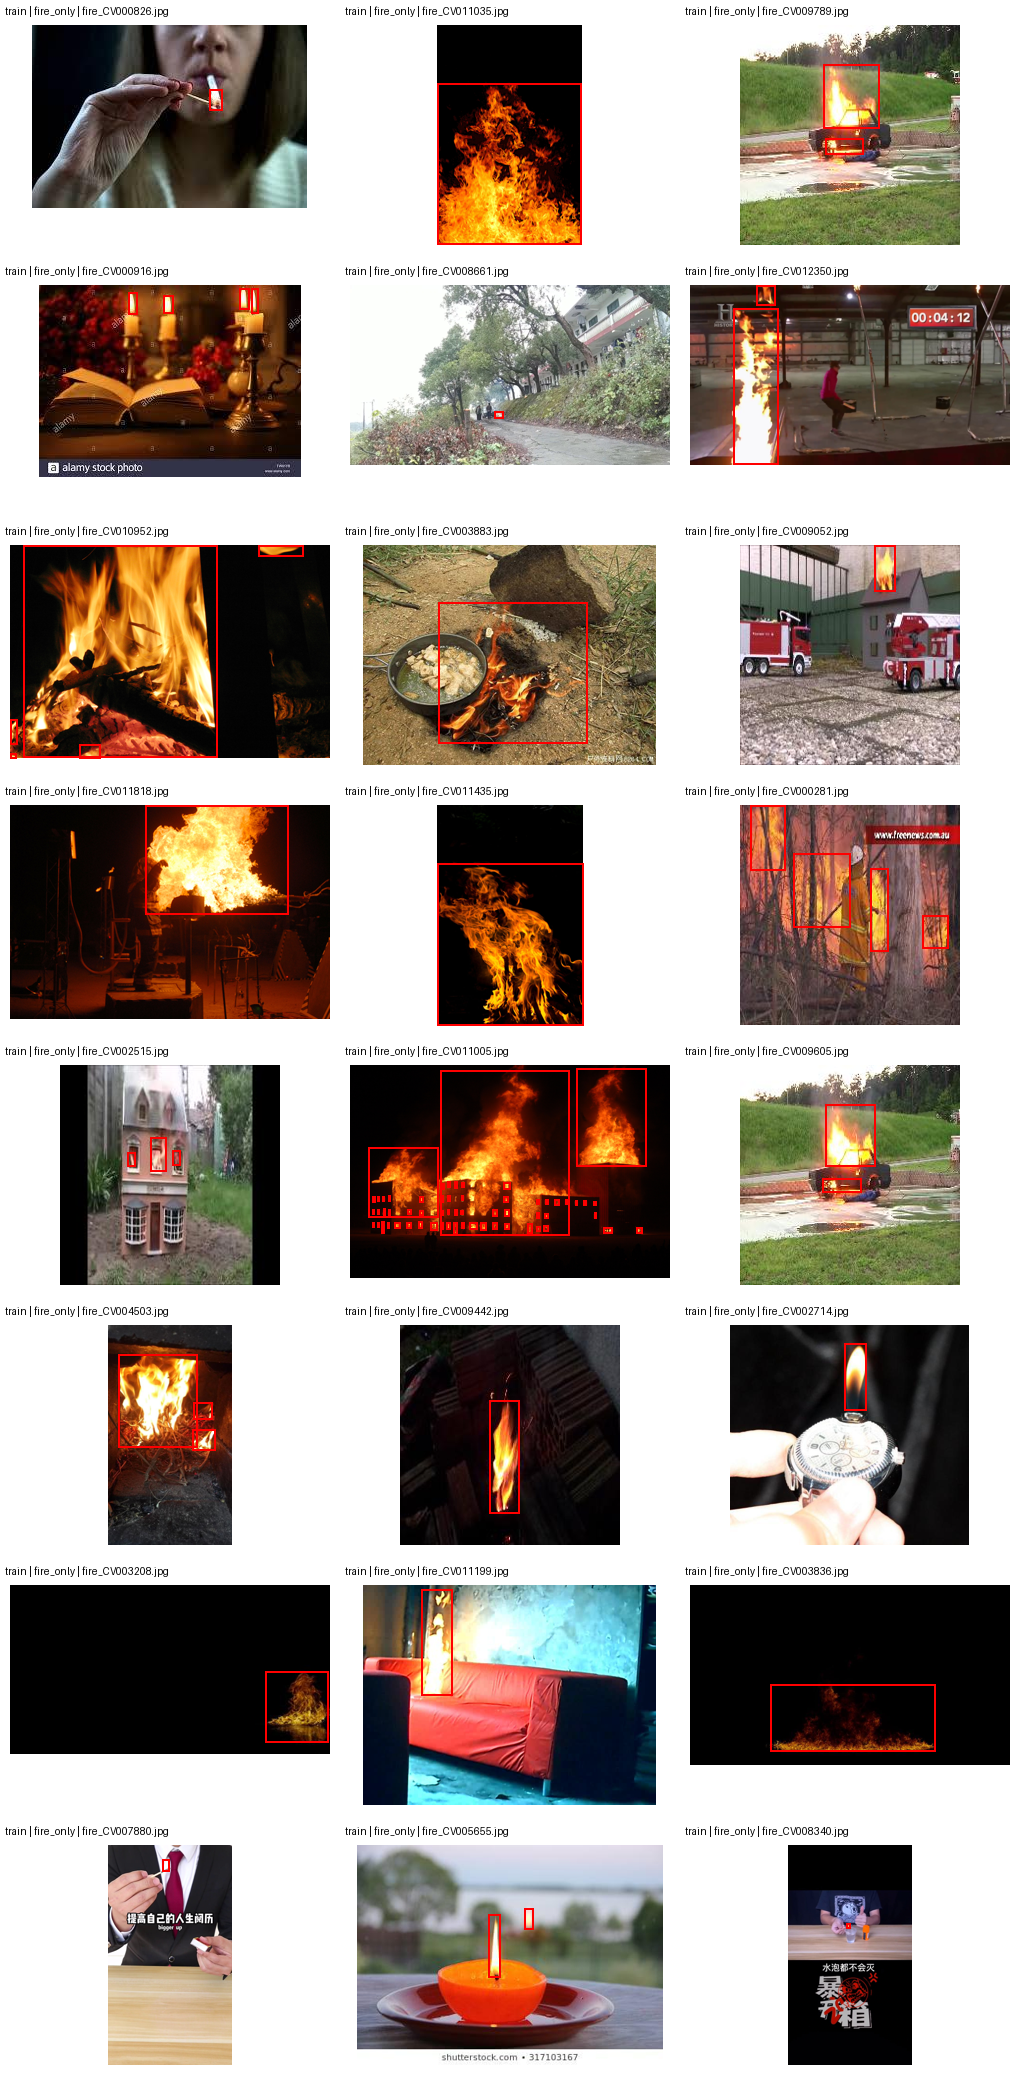 train | fire_only | fire_CV000826.jpg
train | fire_only | fire_CV011035.jpg
train | fire_only | fire_CV009789.jpg
train | fire_only | fire_CV000916.jpg
train | fire_only | fire_CV008661.jpg
train | fire_only | fire_CV012350.jpg
alamy
alamy
alamy
a alamy stock photo
H
00:04:12
train | fire_only | fire_CV010952.jpg
train | fire_only | fire_CV003883.jpg
train | fire_only | fire_CV009052.jpg
train | fire_only | fire_CV011818.jpg
train | fire_only | fire_CV011435.jpg
train | fire_only | fire_CV000281.jpg
www.freenews.com.au
train | fire_only | fire_CV002515.jpg
train | fire_only | fire_CV011005.jpg
train | fire_only | fire_CV009605.jpg
train | fire_only | fire_CV004503.jpg
train | fire_only | fire_CV009442.jpg
train | fire_only | fire_CV002714.jpg
train | fire_only | fire_CV003208.jpg
train | fire_only | fire_CV011199.jpg
train | fire_only | fire_CV003836.jpg
train | fire_only | fire_CV007880.jpg
train | fire_only | fire_CV005655.jpg
train | fire_only | fire_CV008340.jpg
提高自己的人生阅历
bigger up
水泡都不会灭
shutterstock.com • 317103167